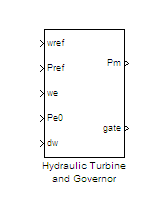 wref
Pref
Pm
we
Pe0
gate
dw
Hydraulic Turbine
and Governor